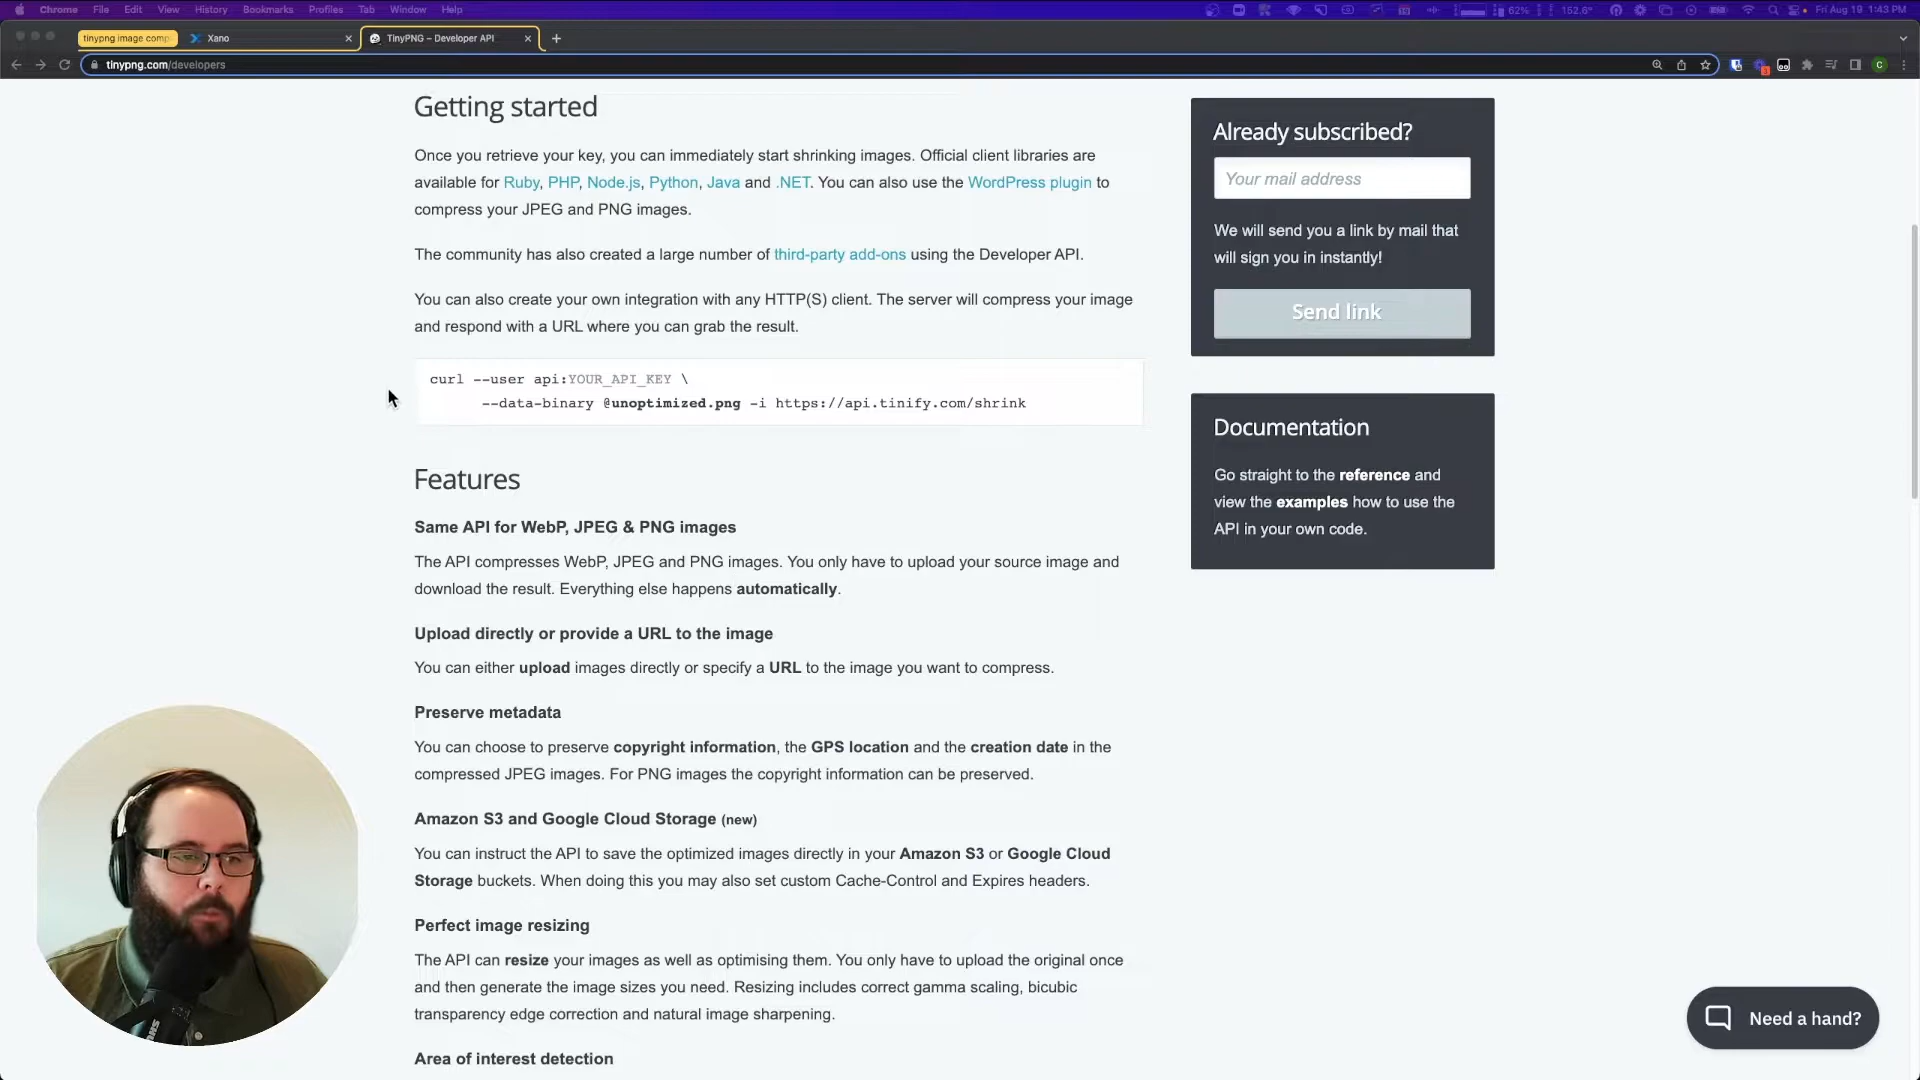 Chrome File Edit View History Bookmarks Profiles Tab Window Help
62% 152.6° Fri Aug 19 1:43 PM
tinypng image comp Xano TinyPNG – Developer API
tinypng.com/developers
Getting started
Once you retrieve your key, you can immediately start shrinking images. Official client libraries are
available for Ruby, PHP, Node.js, Python, Java and .NET. You can also use the WordPress plugin to
compress your JPEG and PNG images.
The community has also created a large number of third-party add-ons using the Developer API.
You can also create your own integration with any HTTP(S) client. The server will compress your image
and respond with a URL where you can grab the result.
curl --user api:YOUR_API_KEY \
--data-binary @unoptimized.png -i https://api.tinify.com/shrink
Features
Same API for WebP, JPEG & PNG images
The API compresses WebP, JPEG and PNG images. You only have to upload your source image and
download the result. Everything else happens automatically.
Upload directly or provide a URL to the image
You can either upload images directly or specify a URL to the image you want to compress.
Preserve metadata
You can choose to preserve copyright information, the GPS location and the creation date in the
compressed JPEG images. For PNG images the copyright information can be preserved.
Amazon S3 and Google Cloud Storage (new)
You can instruct the API to save the optimized images directly in your Amazon S3 or Google Cloud
Storage buckets. When doing this you may also set custom Cache-Control and Expires headers.
Perfect image resizing
The API can resize your images as well as optimising them. You only have to upload the original once
and then generate the image sizes you need. Resizing includes correct gamma scaling, bicubic
transparency edge correction and natural image sharpening.
Area of interest detection
Already subscribed?
Your mail address
We will send you a link by mail that
will sign you in instantly!
Send link
Documentation
Go straight to the reference and
view the examples how to use the
API in your own code.
Need a hand?